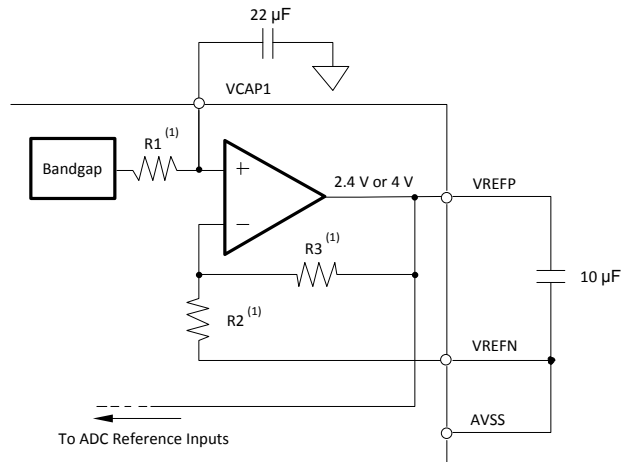 22 µF
VCAP1
R1 (1)
Bandgap
+
2.4 V or 4 V
VREFP
−
R3 (1)
10 µF
R2 (1)
VREFN
AVSS
To ADC Reference Inputs